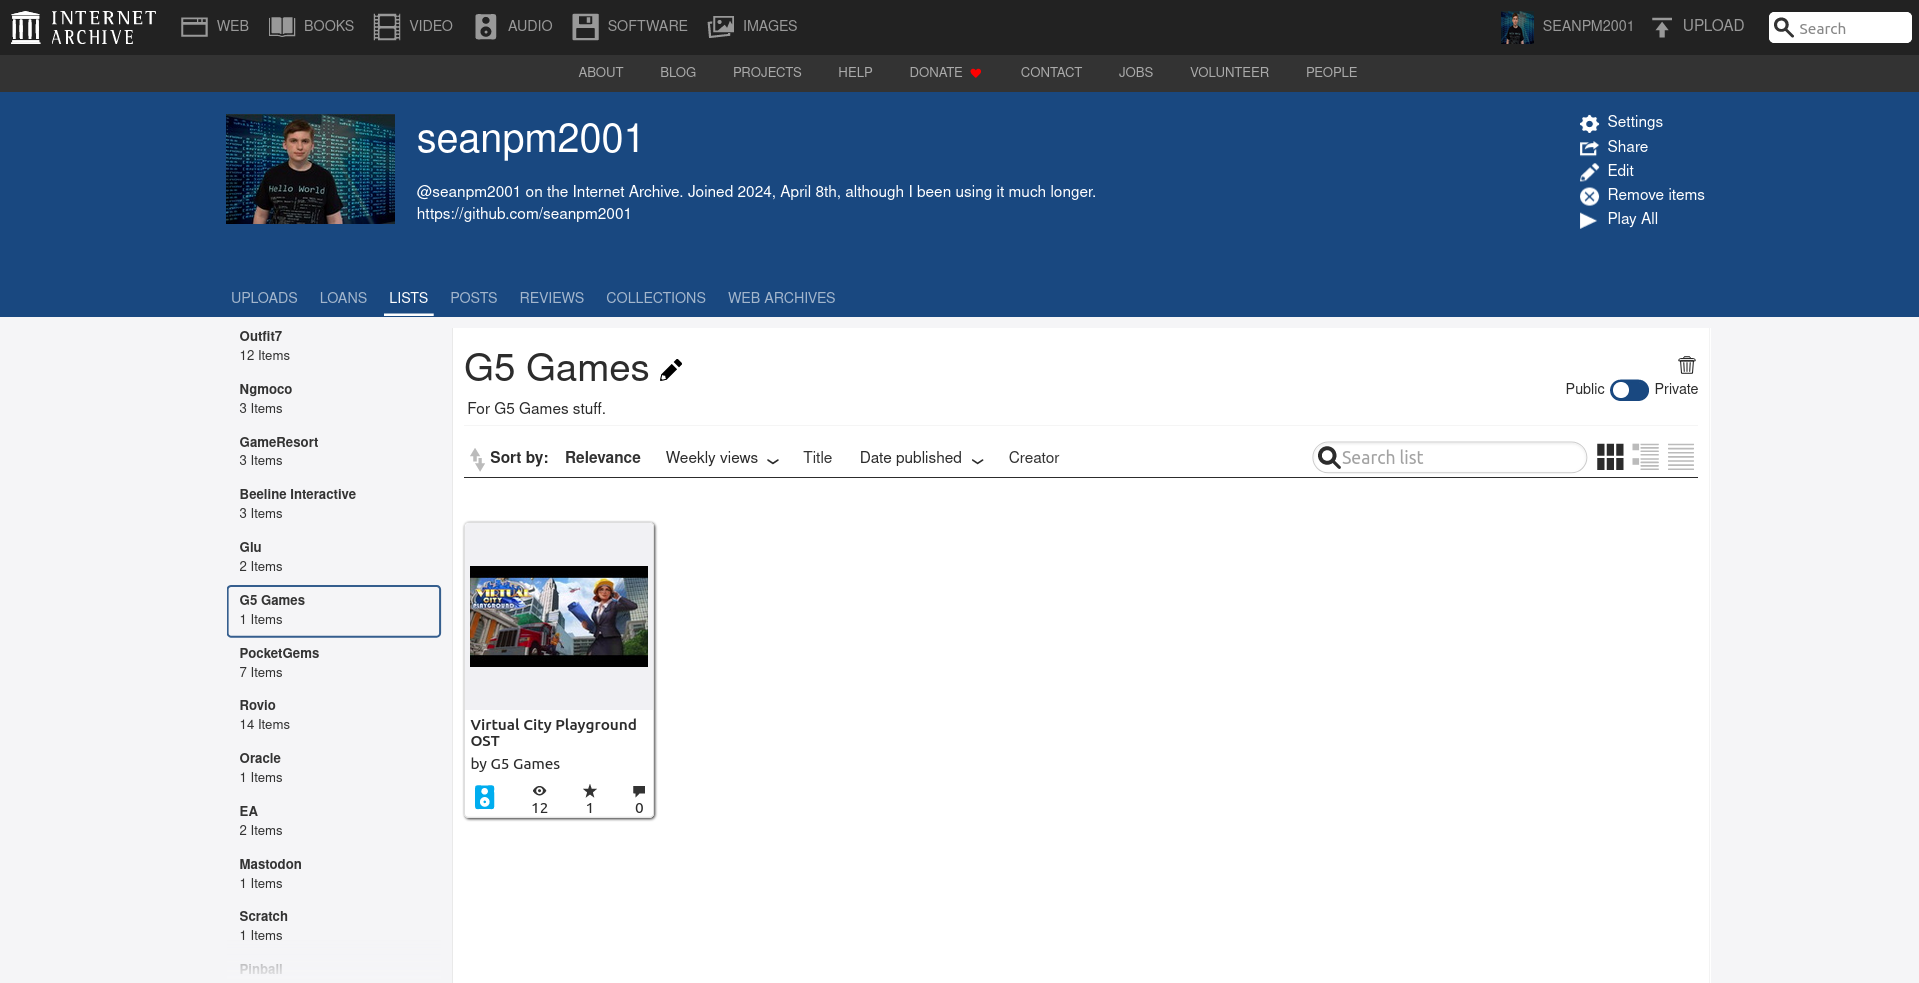 INTERNET
ARCHIVE
WEB BOOKS VIDEO AUDIO SOFTWARE IMAGES SEANPM2001 UPLOAD Search
ABOUT BLOG PROJECTS HELP DONATE CONTACT JOBS VOLUNTEER PEOPLE
Hello World
seanpm2001
@seanpm2001 on the Internet Archive. Joined 2024, April 8th, although I been using it much longer.
https://github.com/seanpm2001
Settings
Share
Edit
Remove items
Play All
UPLOADS LOANS LISTS POSTS REVIEWS COLLECTIONS WEB ARCHIVES
Outfit7
12 Items
Ngmoco
3 Items
GameResort
3 Items
Beeline Interactive
3 Items
Glu
2 Items
G5 Games
1 Items
PocketGems
7 Items
Rovio
14 Items
Oracle
1 Items
EA
2 Items
Mastodon
1 Items
Scratch
1 Items
Pinball
G5 Games
For G5 Games stuff.
Public Private
Sort by: Relevance Weekly views Title Date published Creator Search list
VIRTUAL
CITY
PLAYGROUND
Virtual City Playground
OST
by G5 Games
12 1 0